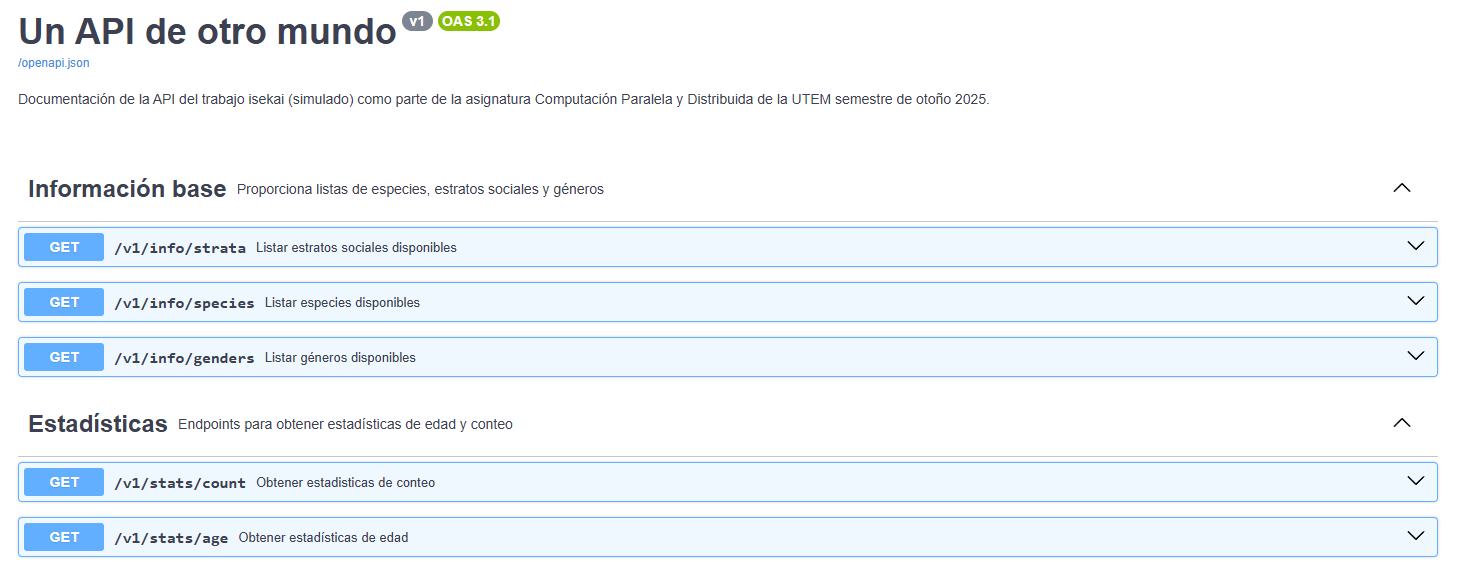 Un API de otro mundo v1 OAS 3.1
/openapi.json
Documentación de la API del trabajo isekai (simulado) como parte de la asignatura Computación Paralela y Distribuida de la UTEM semestre de otoño 2025.
Información base Proporciona listas de especies, estratos sociales y géneros
GET /v1/info/strata Listar estratos sociales disponibles
GET /v1/info/species Listar especies disponibles
GET /v1/info/genders Listar géneros disponibles
Estadísticas Endpoints para obtener estadísticas de edad y conteo
GET /v1/stats/count Obtener estadisticas de conteo
GET /v1/stats/age Obtener estadísticas de edad